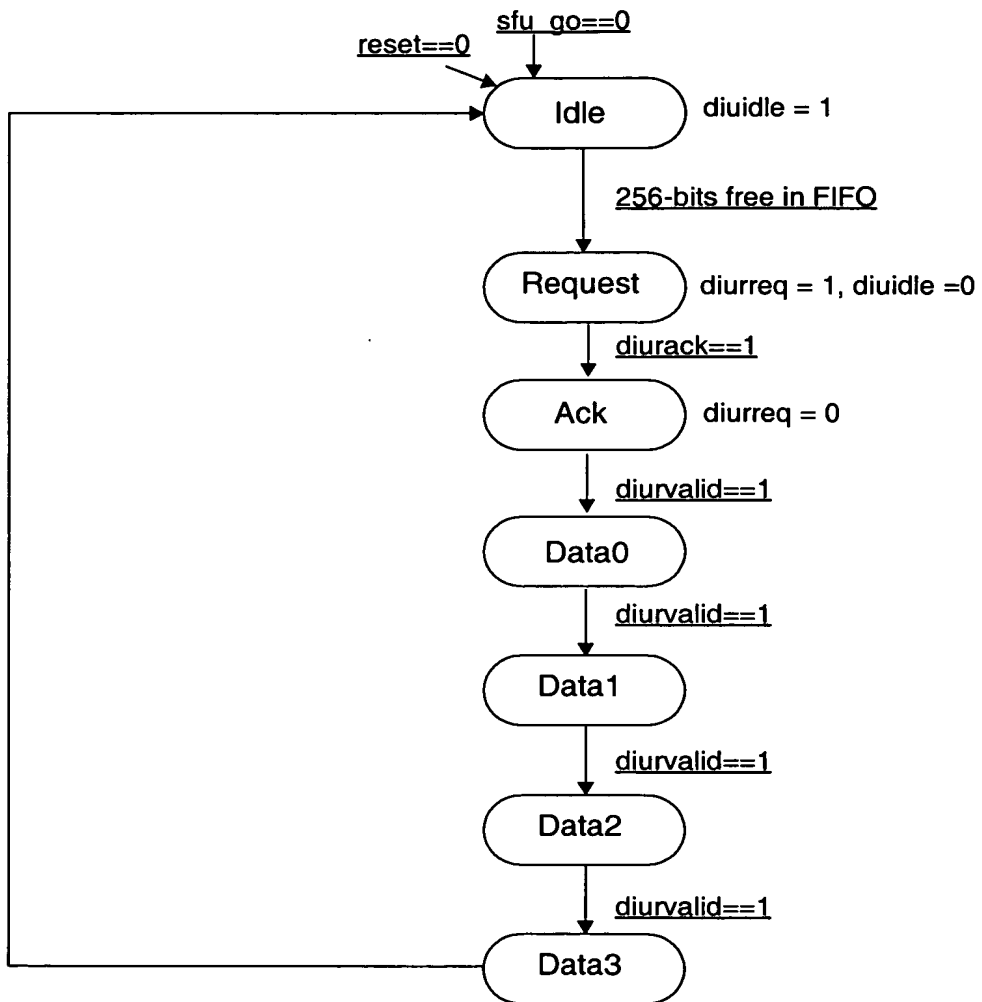 sfu_go==0
reset==0
Idle
diuidle = 1
256-bits free in FIFO
Request
diurreq = 1, diuidle =0
diurack==1
Ack
diurreq = 0
diurvalid==1
Data0
diurvalid==1
Data1
diurvalid==1
Data2
diurvalid==1
Data3